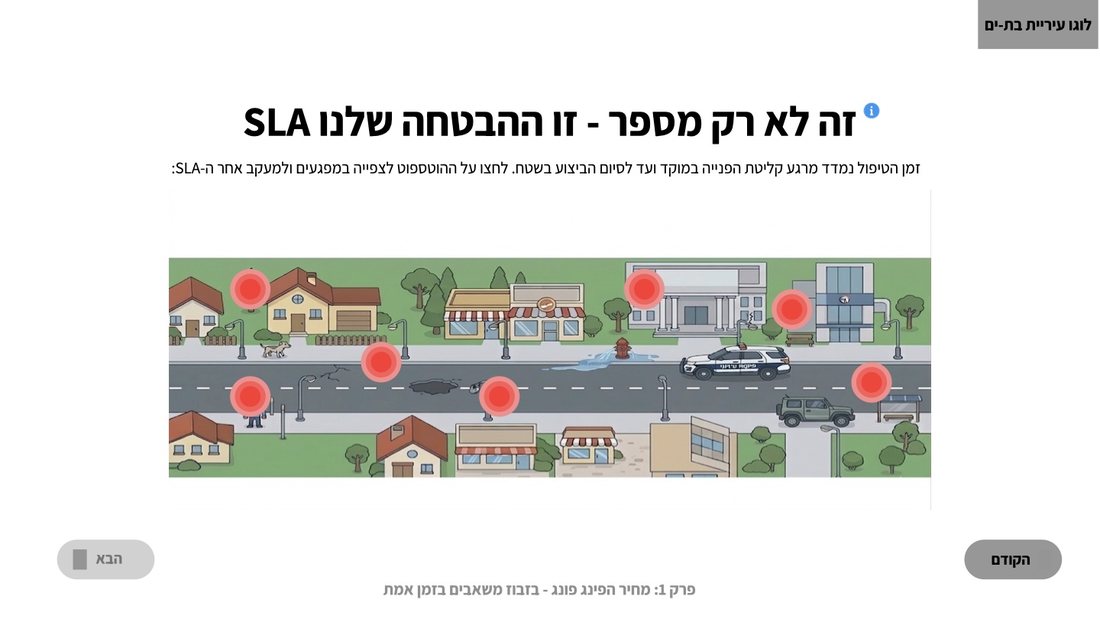 לוגו עיריית בת-ים
זה לא רק מספר - זו ההבטחה שלנו SLA
זמן הטיפול נמדד מרגע קליטת הפנייה במוקד ועד לסיום הביצוע בשטח. לחצו על ההוטספוט לצפייה במפגעים ולמעקב אחר ה-SLA:
הקודם
הבא
פרק 1: מחיר הפינג פונג - בזבוז משאבים בזמן אמת